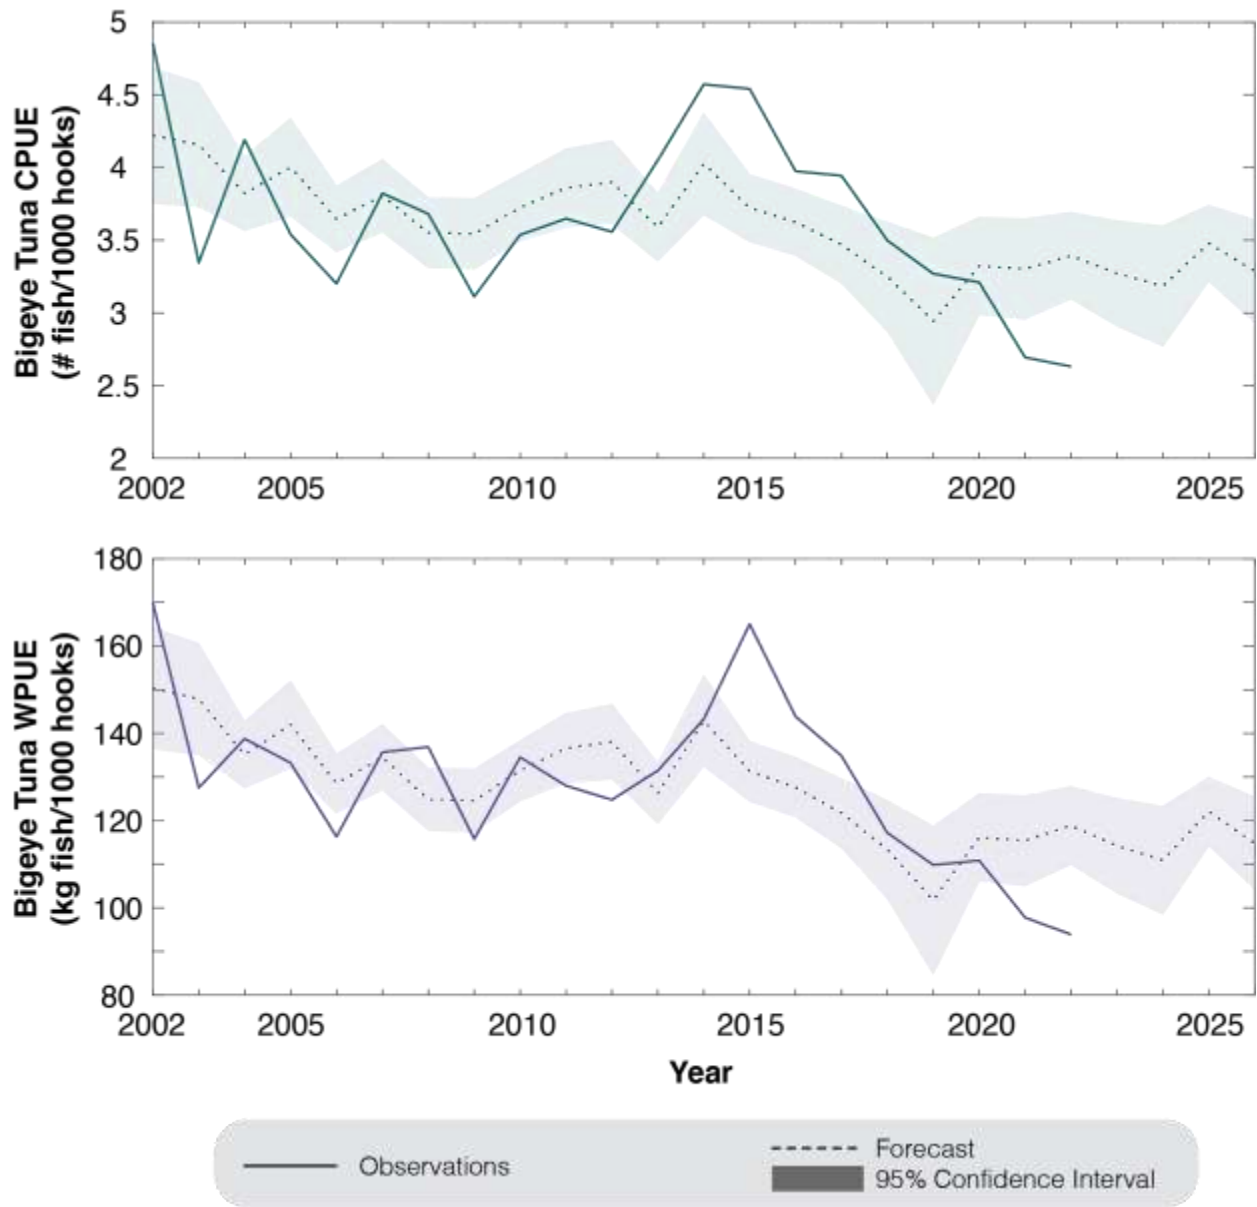 5
4.5
4
3.5
3
2.5
2
Bigeye Tuna CPUE
(# fish/1000 hooks)
2002 2005 2010 2015 2020 2025
180
160
140
120
100
80
Bigeye Tuna WPUE
(kg fish/1000 hooks)
2002 2005 2010 2015 2020 2025
Year
Observations
Forecast
95% Confidence Interval